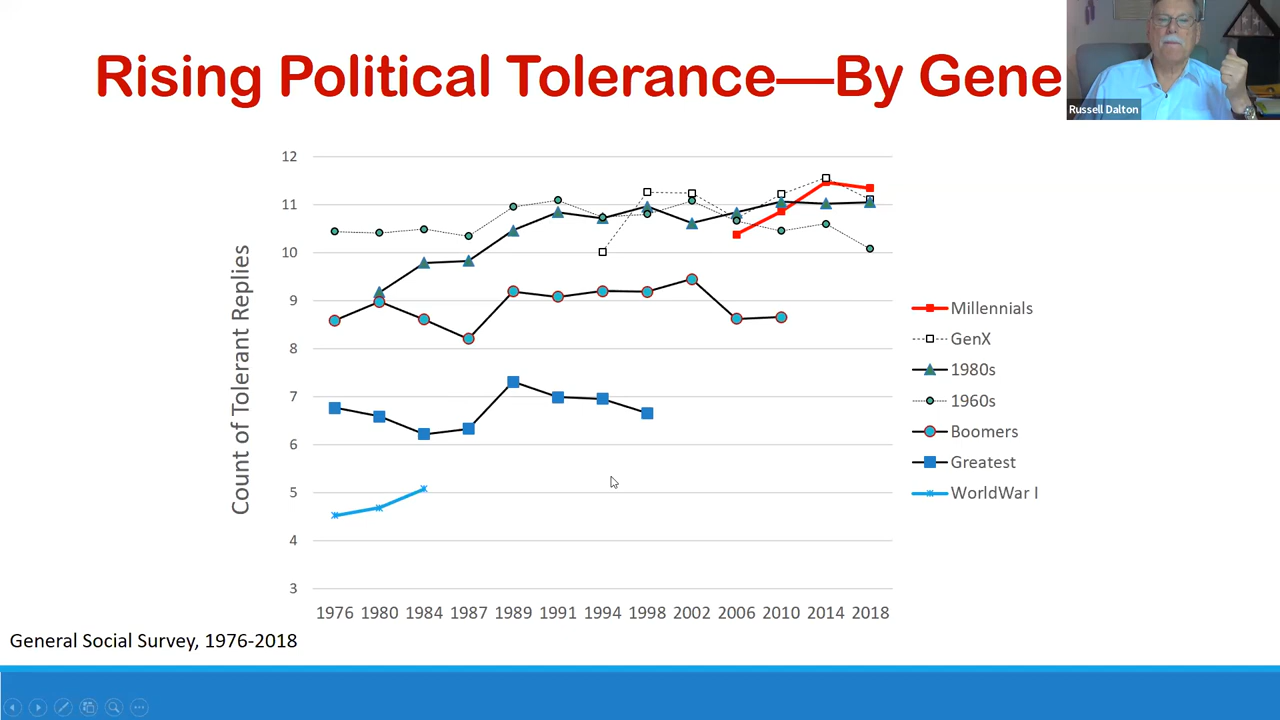 Rising Political Tolerance—By Gene
Russell Dalton
Count of Tolerant Replies
12
11
10
9
8
7
6
5
4
3
1976 1980 1984 1987 1989 1991 1994 1998 2002 2006 2010 2014 2018
Millennials
GenX
1980s
1960s
Boomers
Greatest
WorldWar I
General Social Survey, 1976-2018